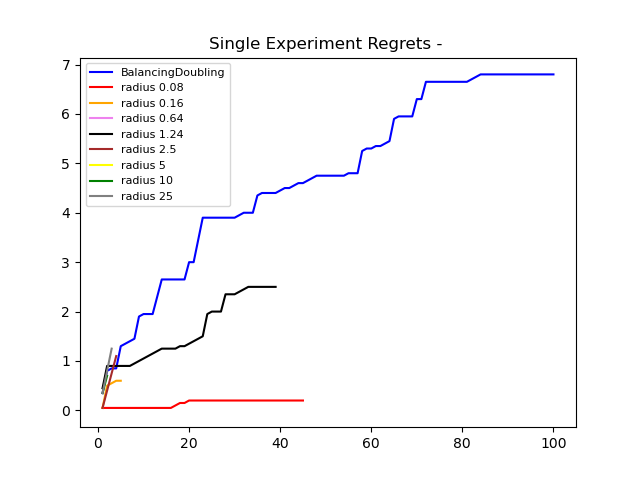 Single Experiment Regrets -
BalancingDoubling
radius 0.08
radius 0.16
radius 0.64
radius 1.24
radius 2.5
radius 5
radius 10
radius 25
7
6
5
4
3
2
1
0
0 20 40 60 80 100